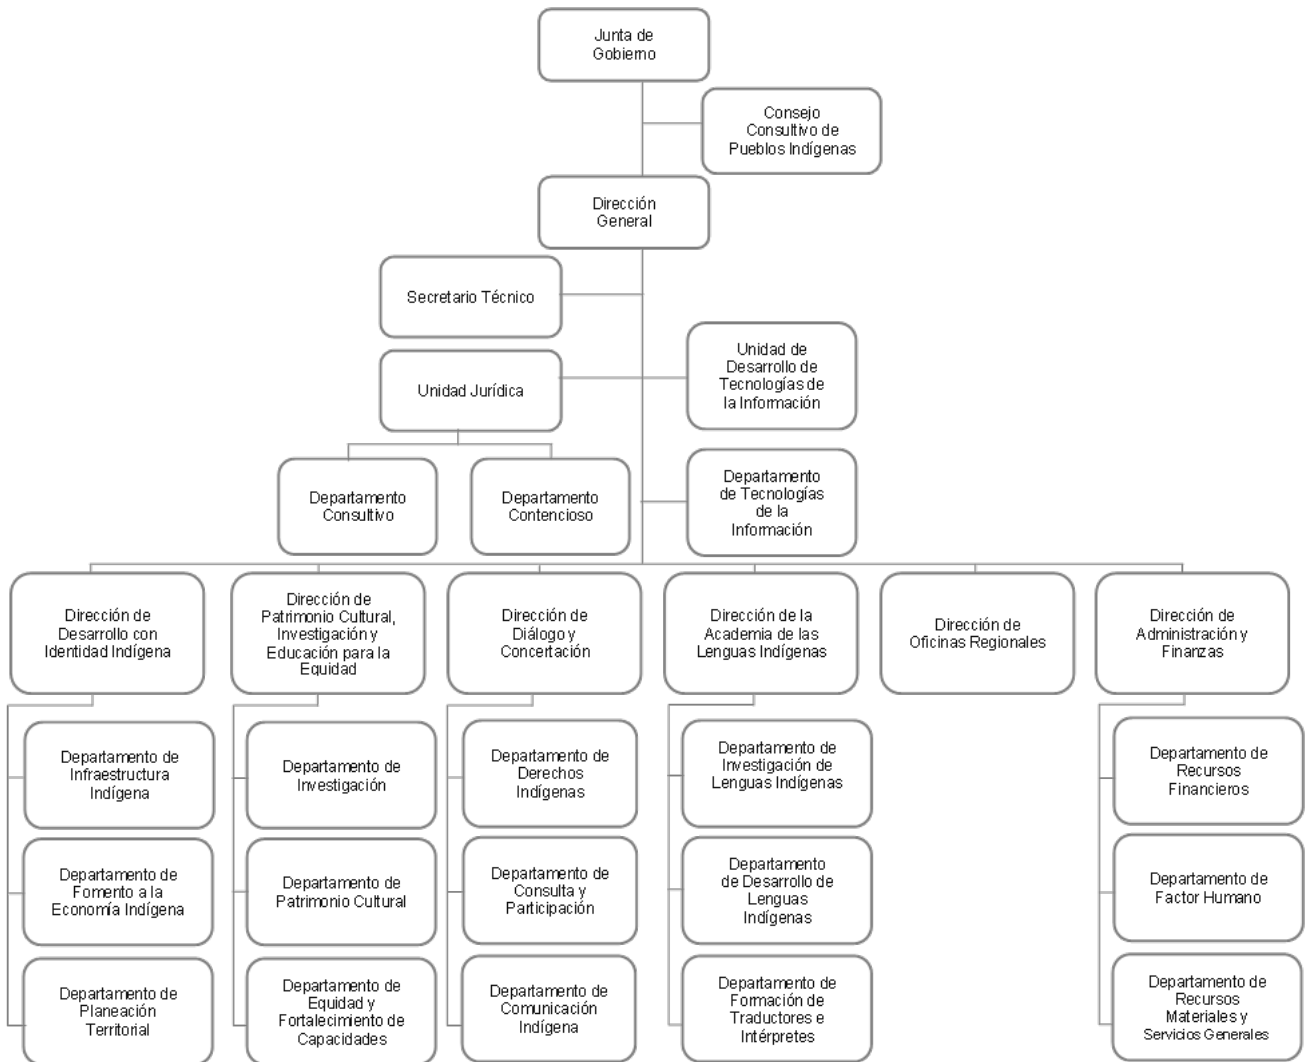 Junta de
Gobierno
Consejo
Consultivo de
Pueblos Indígenas
Dirección
General
Secretario Técnico
Unidad Jurídica
Unidad de
Desarrollo de
Tecnologías de
la Información
Departamento
Consultivo
Departamento
Contencioso
Departamento
de Tecnologías
de la
Información
Dirección de
Desarrollo con
Identidad Indígena
Dirección de
Patrimonio Cultural,
Investigación y
Educación para la
Equidad
Dirección de
Diálogo y
Concertación
Dirección de la
Academia de las
Lenguas Indígenas
Dirección de
Oficinas Regionales
Dirección de
Administración y
Finanzas
Departamento de
Infraestructura
Indígena
Departamento de
Investigación
Departamento de
Derechos
Indígenas
Departamento de
Investigación de
Lenguas Indígenas
Departamento de
Recursos
Financieros
Departamento de
Fomento a la
Economía Indígena
Departamento de
Patrimonio Cultural
Departamento de
Consulta y
Participación
Departamento
de Desarrollo de
Lenguas
Indígenas
Departamento de
Factor Humano
Departamento de
Planeación
Territorial
Departamento de
Equidad y
Fortalecimiento de
Capacidades
Departamento de
Comunicación
Indígena
Departamento de
Formación de
Traductores e
Intérpretes
Departamento de
Recursos
Materiales y
Servicios Generales